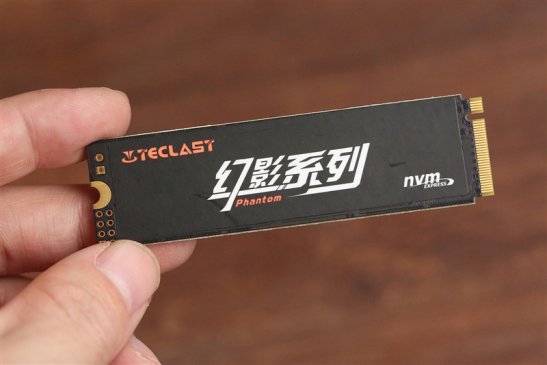 TECLAST
幻影系列
Phantom
nvm
EXPRESS